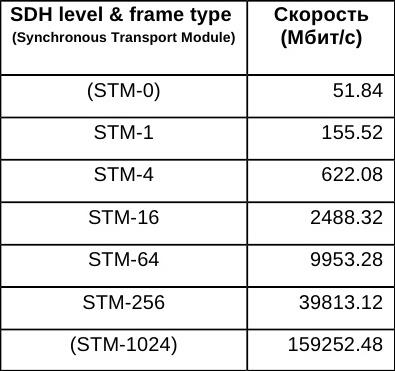 SDH level & frame type Скорость
(Synchronous Transport Module) (Мбит/с)
(STM-0) 51.84
STM-1 155.52
STM-4 622.08
STM-16 2488.32
STM-64 9953.28
STM-256 39813.12
(STM-1024) 159252.48